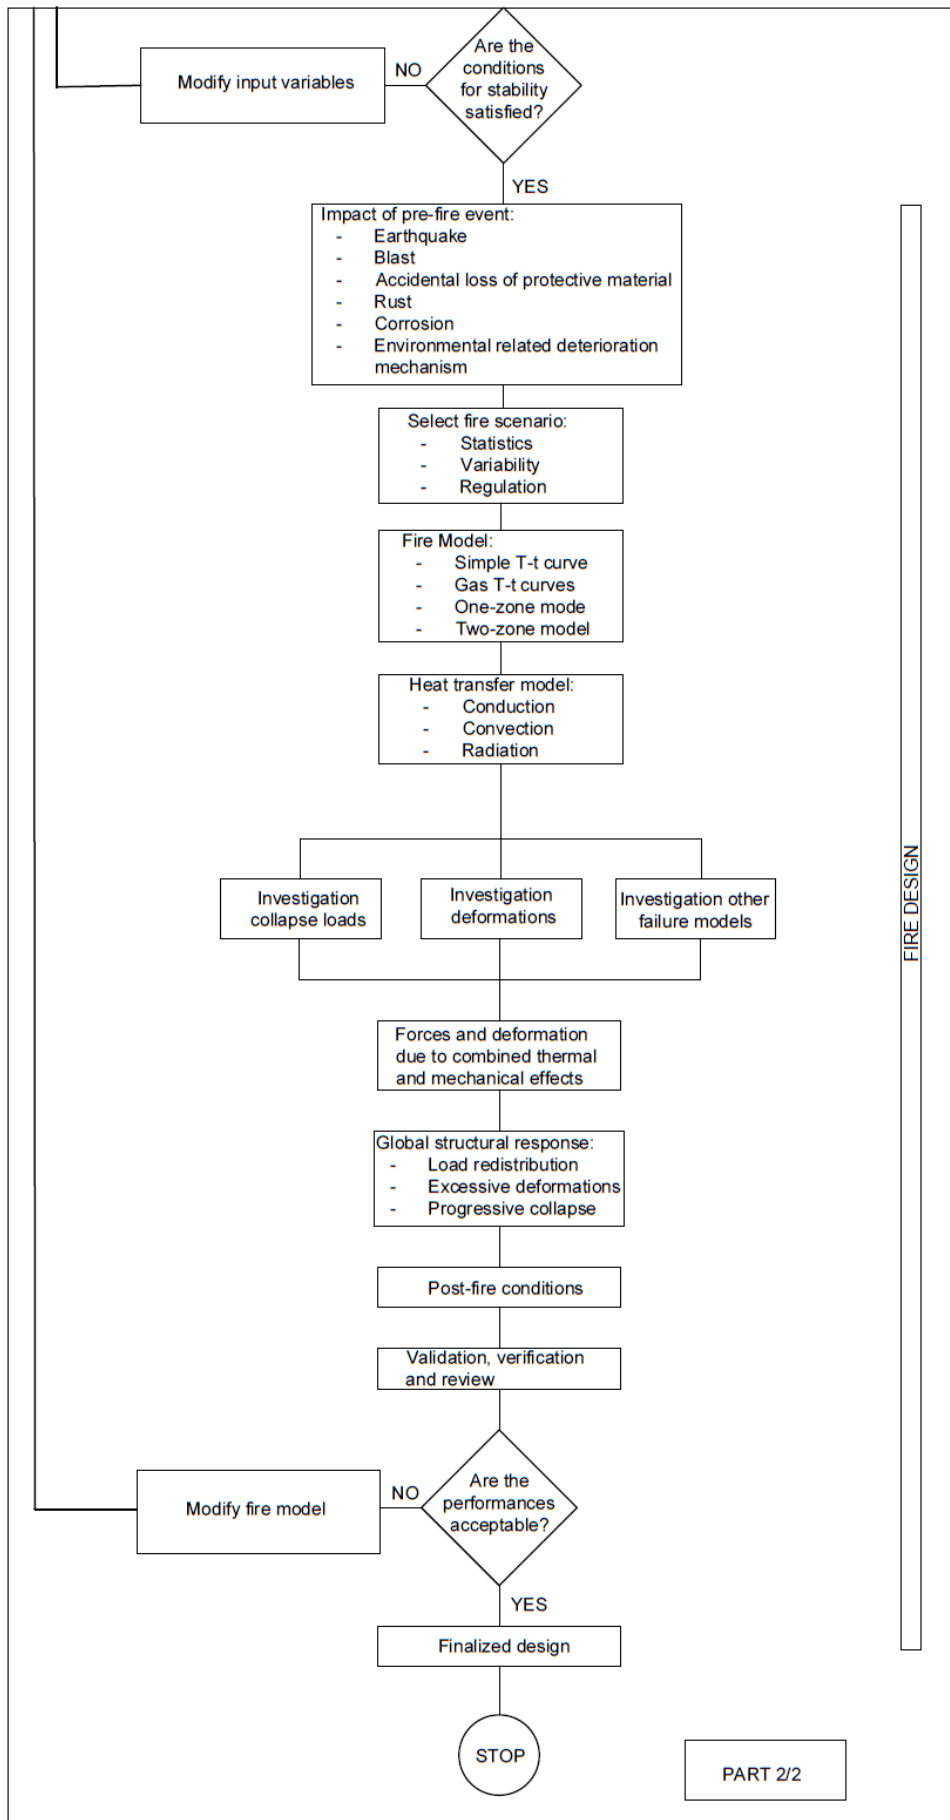 Are the
conditions
for stability
satisfied?
NO
Modify input variables
YES
Impact of pre-fire event:
- Earthquake
- Blast
- Accidental loss of protective material
- Rust
- Corrosion
- Environmental related deterioration
mechanism
Select fire scenario:
- Statistics
- Variability
- Regulation
Fire Model:
- Simple T-t curve
- Gas T-t curves
- One-zone mode
- Two-zone model
Heat transfer model:
- Conduction
- Convection
- Radiation
Investigation
collapse loads
Investigation
deformations
Investigation other
failure models
FIRE DESIGN
Forces and deformation
due to combined thermal
and mechanical effects
Global structural response:
- Load redistribution
- Excessive deformations
- Progressive collapse
Post-fire conditions
Validation, verification
and review
Are the
performances
acceptable?
NO
Modify fire model
YES
Finalized design
STOP
PART 2/2